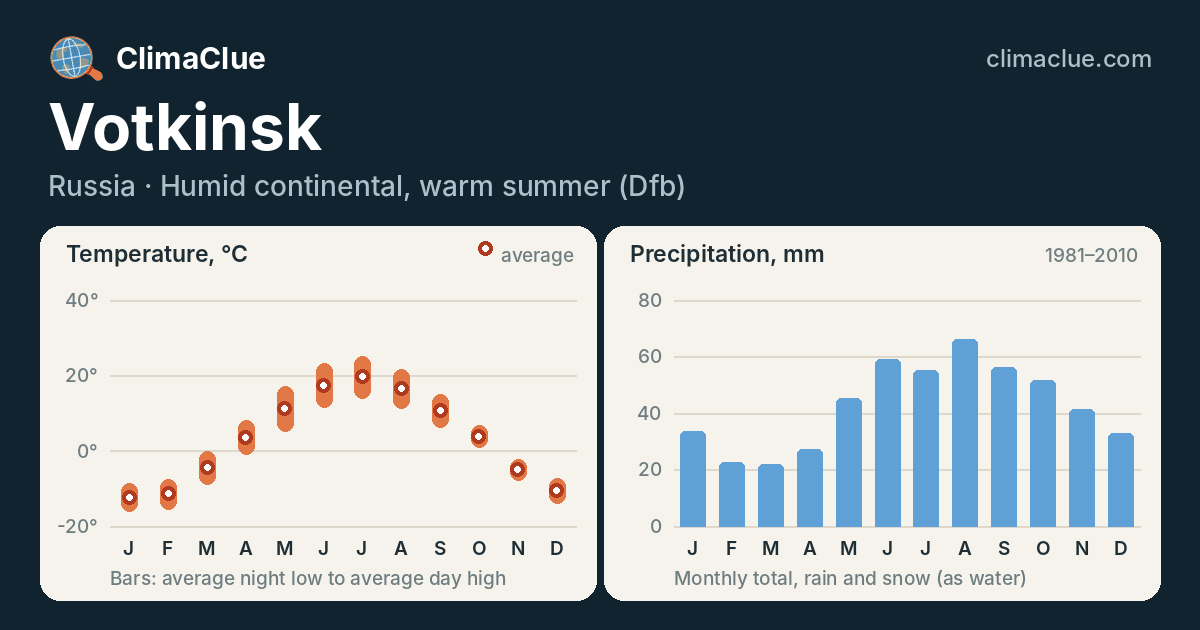 ClimaClue
climaclue.com
Votkinsk
Russia · Humid continental, warm summer (Dfb)
Temperature, °C
average
40°
20°
0°
-20°
J F M A M J J A S O N D
Bars: average night low to average day high
Precipitation, mm
1981–2010
80
60
40
20
0
J F M A M J J A S O N D
Monthly total, rain and snow (as water)